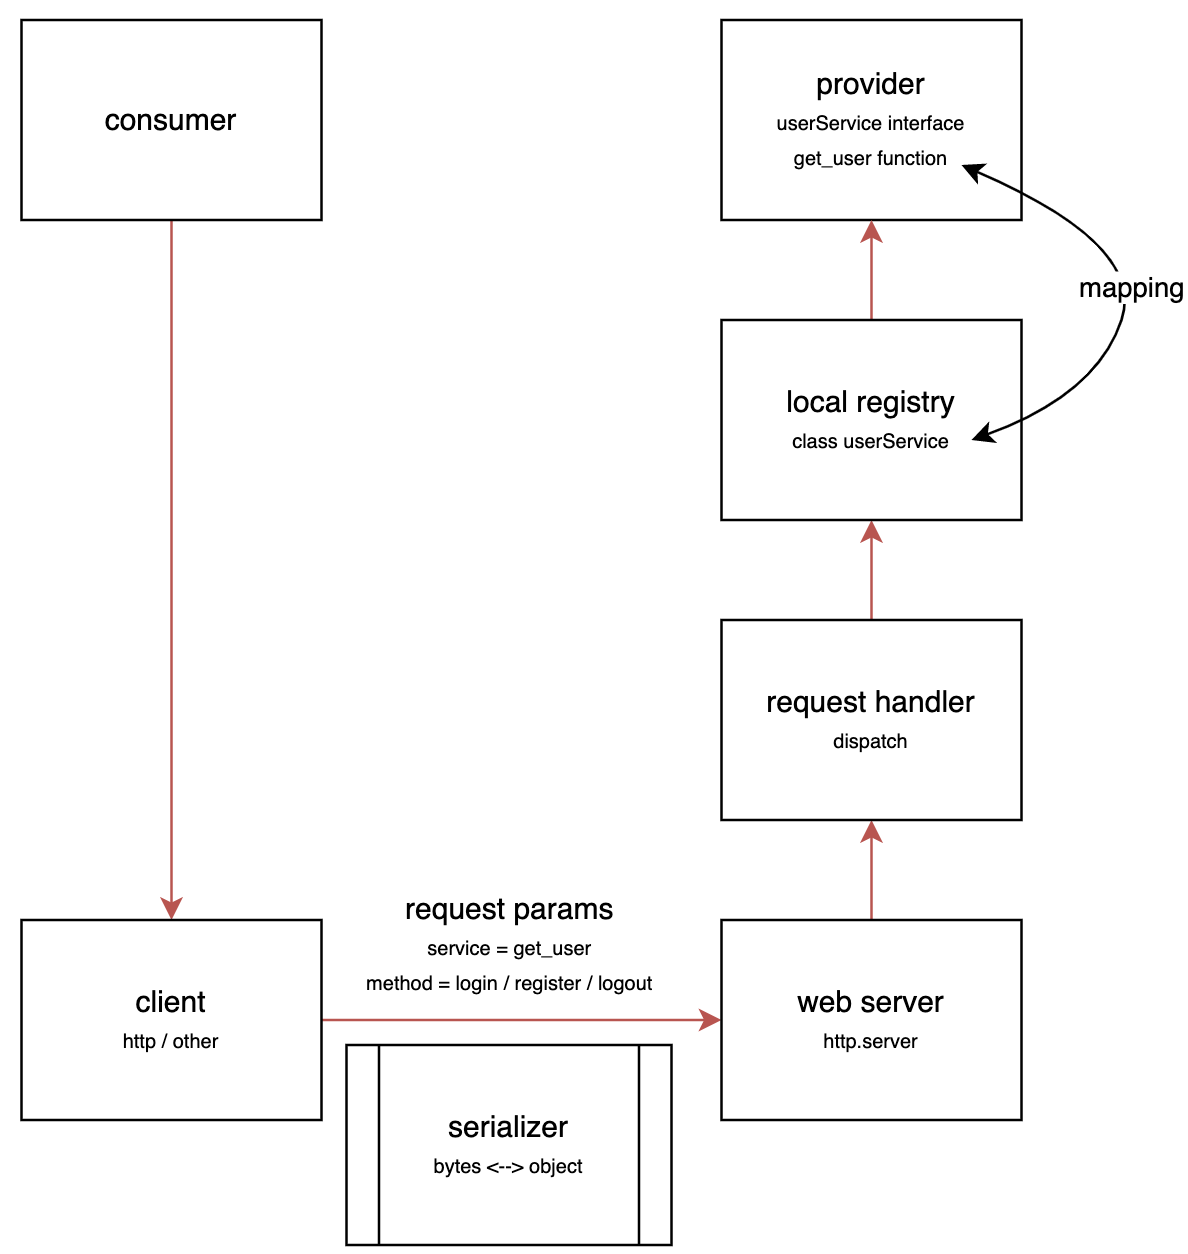 consumer
provider
userService interface
get_user function
mapping
local registry
class userService
request handler
dispatch
request params
service = get_user
method = login / register / logout
client
http / other
web server
http.server
serializer
bytes <--> object